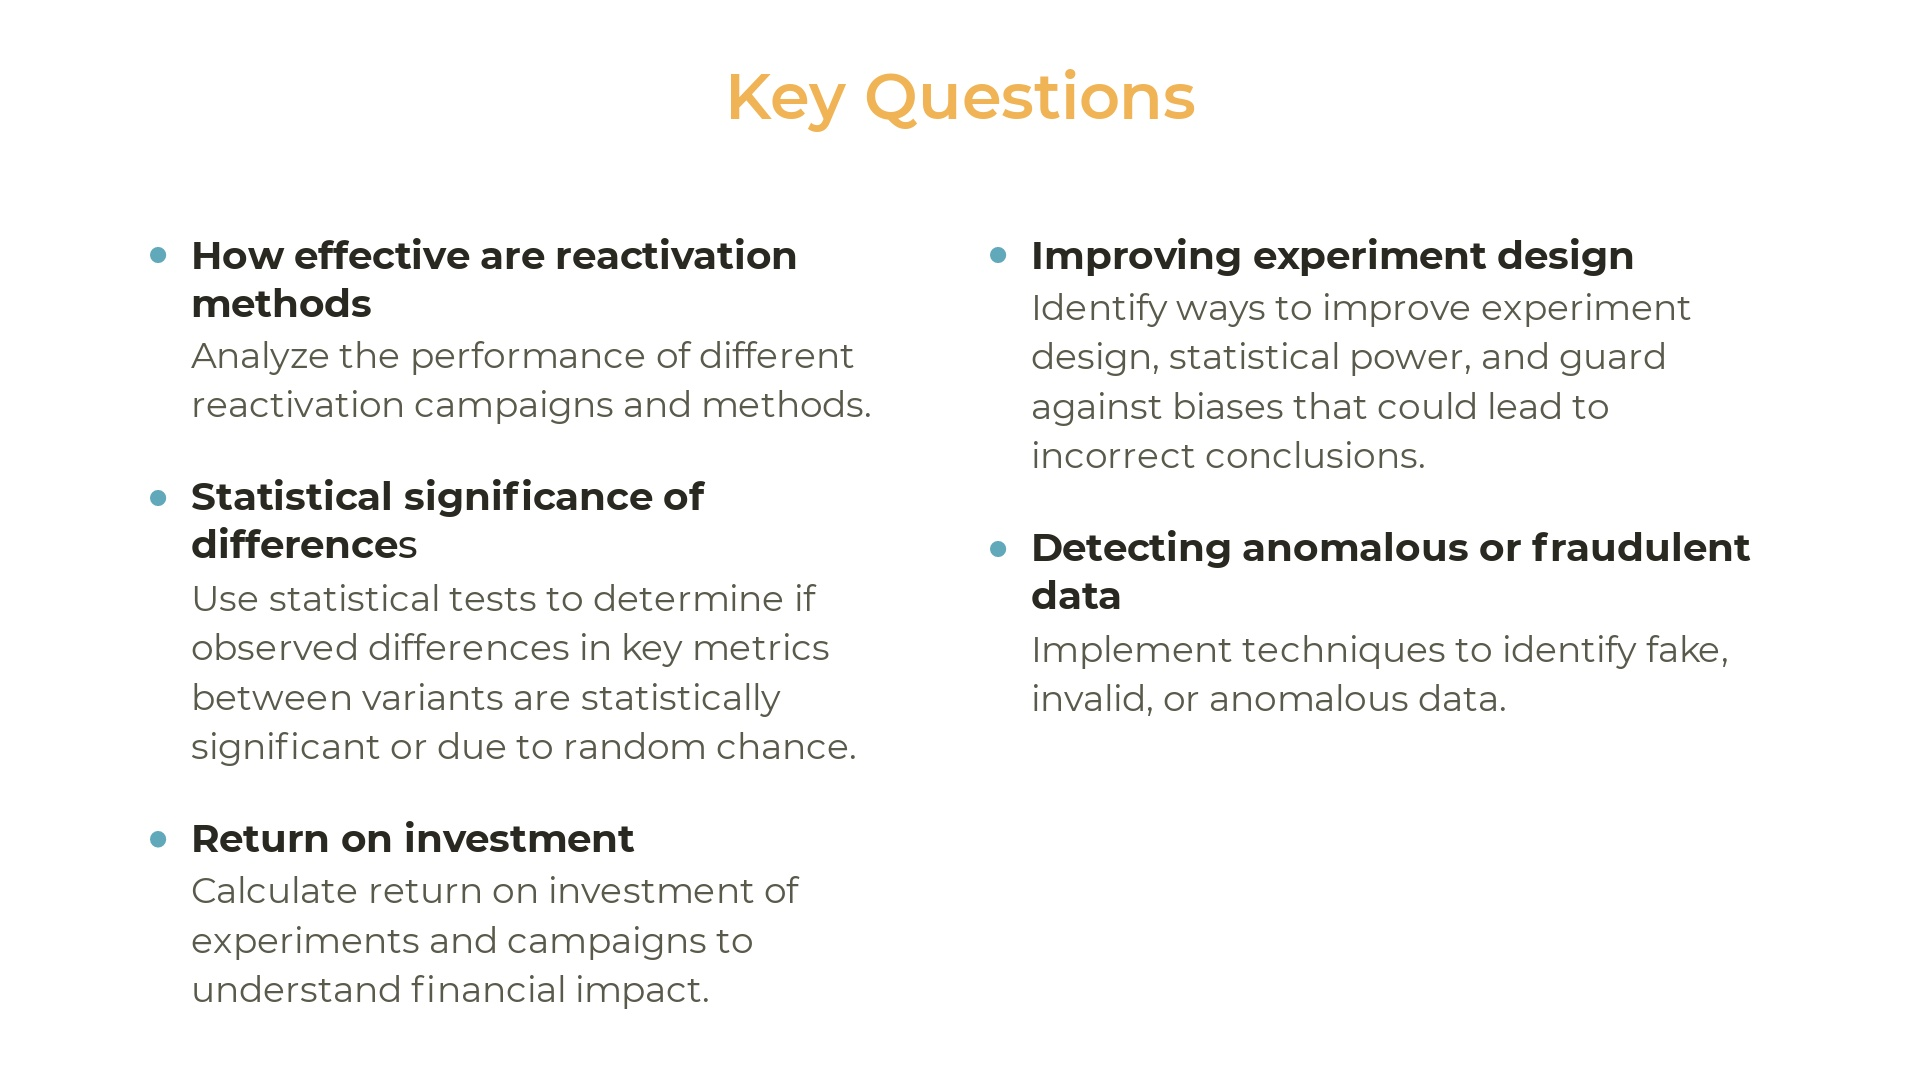 Key Questions
How effective are reactivation
methods
Analyze the performance of different
reactivation campaigns and methods.
Statistical significance of
differences
Use statistical tests to determine if
observed differences in key metrics
between variants are statistically
significant or due to random chance.
Return on investment
Calculate return on investment of
experiments and campaigns to
understand financial impact.
Improving experiment design
Identify ways to improve experiment
design, statistical power, and guard
against biases that could lead to
incorrect conclusions.
Detecting anomalous or fraudulent
data
Implement techniques to identify fake,
invalid, or anomalous data.